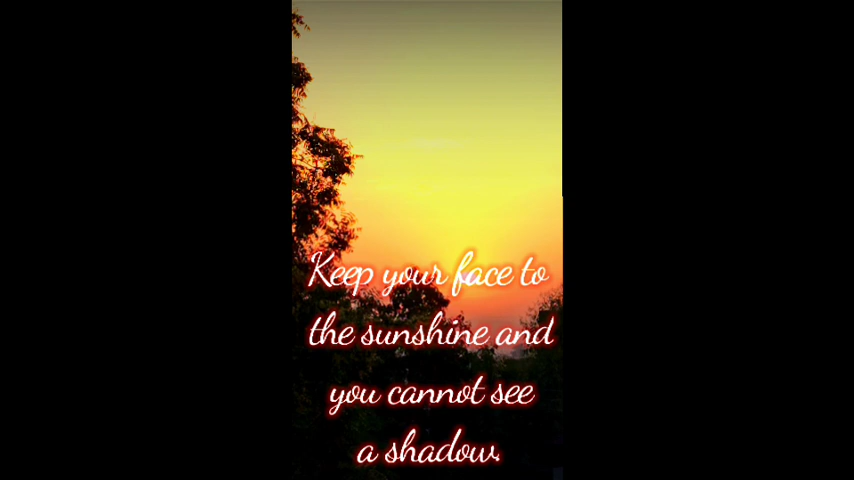 Keep your face to
the sunshine and
you cannot see
a shadow.